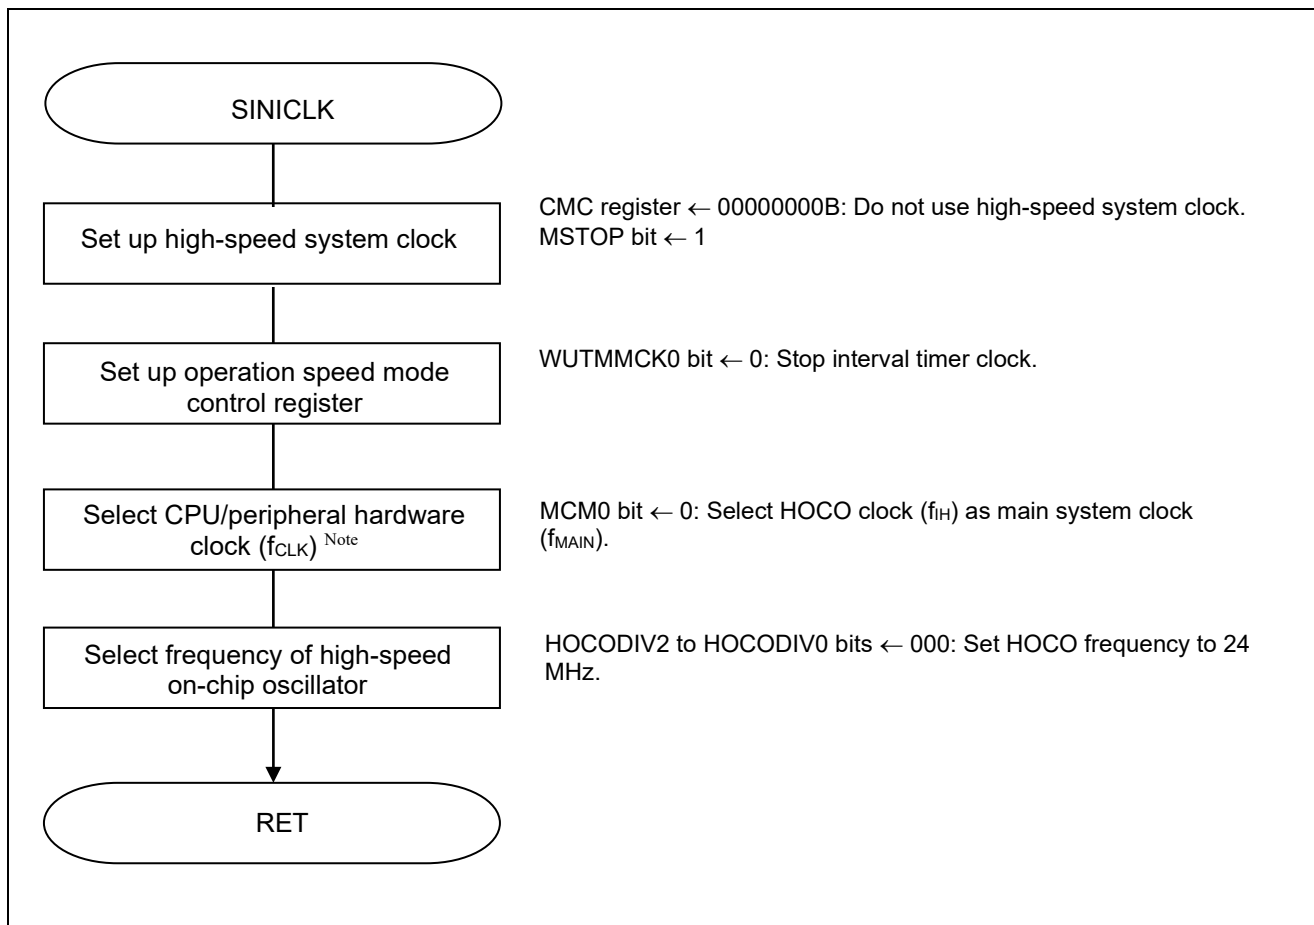 SINICLK
Set up high-speed system clock
CMC register ← 00000000B: Do not use high-speed system clock.
MSTOP bit ← 1
Set up operation speed mode
control register
WUTMMCK0 bit ← 0: Stop interval timer clock.
Select CPU/peripheral hardware
clock (fCLK) Note
MCM0 bit ← 0: Select HOCO clock (fIH) as main system clock
(fMAIN).
Select frequency of high-speed
on-chip oscillator
HOCODIV2 to HOCODIV0 bits ← 000: Set HOCO frequency to 24
MHz.
RET